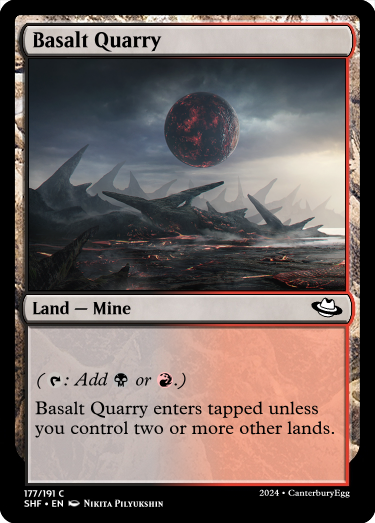 Basalt Quarry
Land — Mine
( : Add or .)
Basalt Quarry enters tapped unless
you control two or more other lands.
177/191 C
SHF • EN Nikita Pilyukshin
2024 • CanterburyEgg